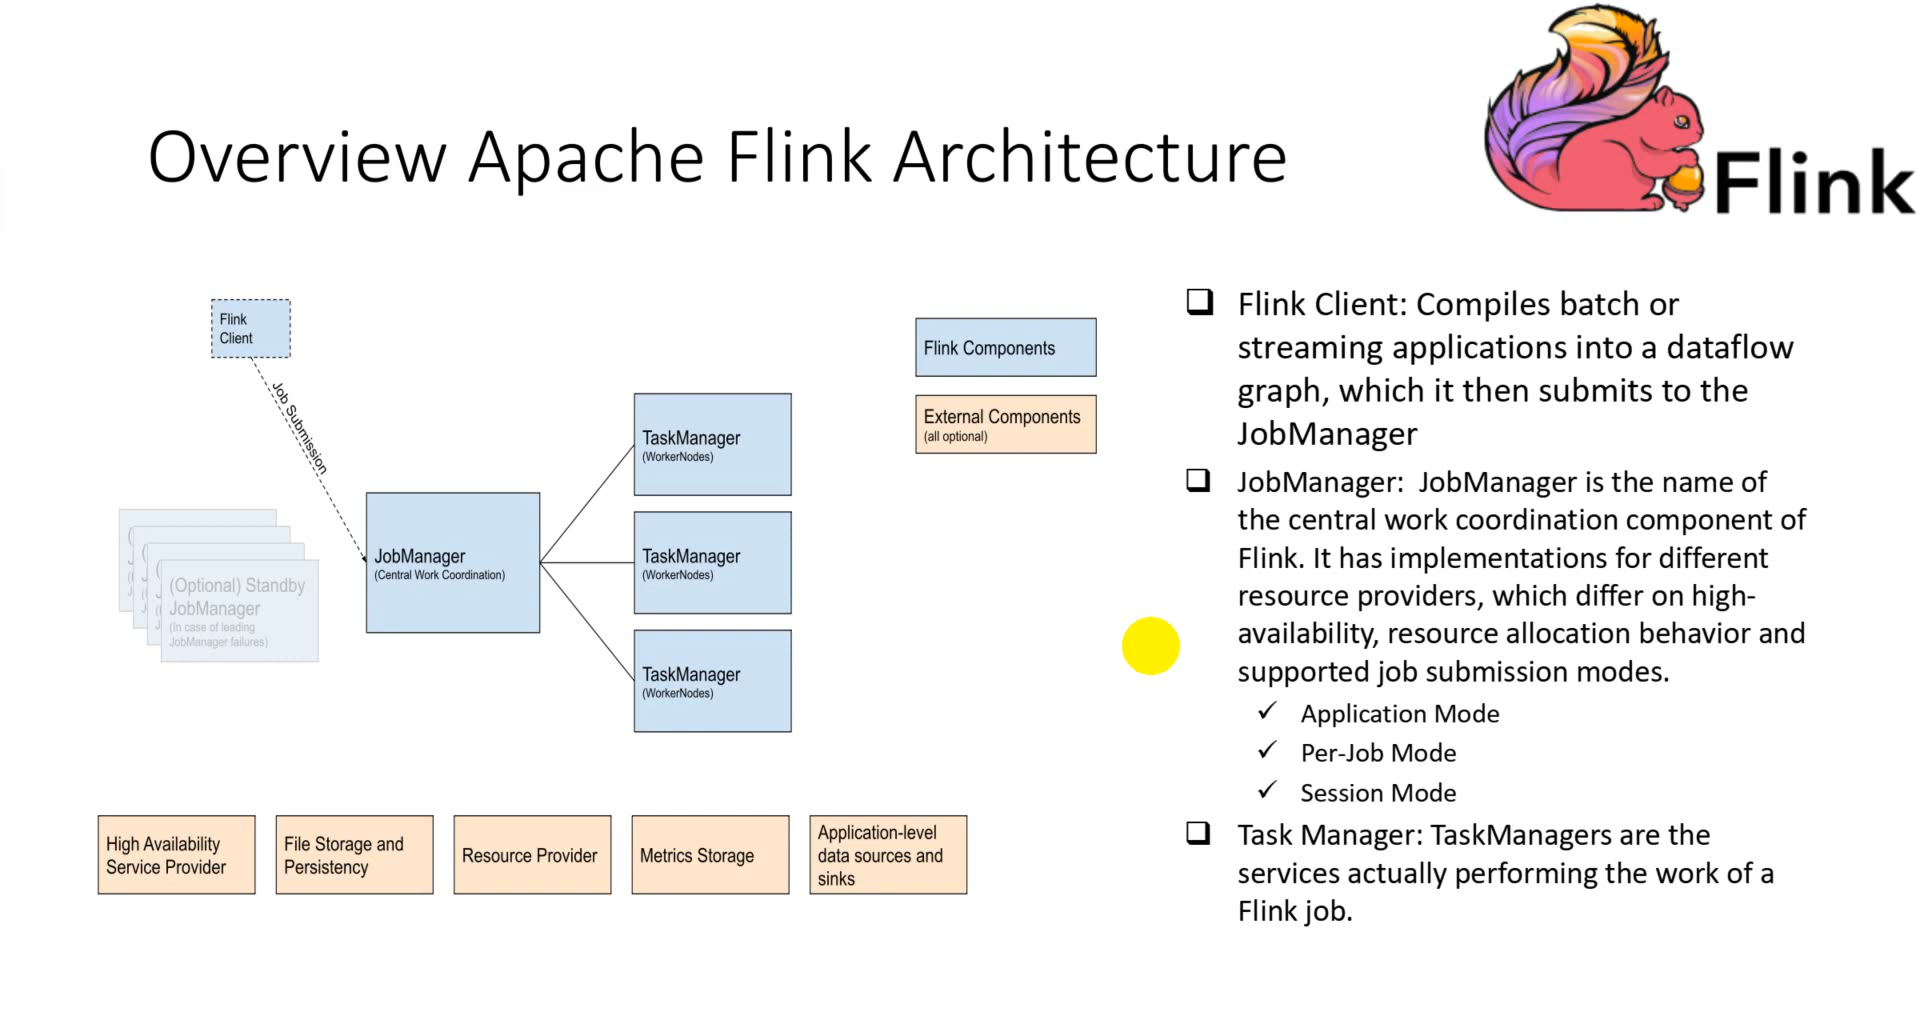 Overview Apache Flink Architecture
Flink
Flink
Client
Job Submission
JobManager
(Central Work Coordination)
(Optional) Standby
JobManager
(in case of leading
JobManager failures)
TaskManager
(WorkerNodes)
TaskManager
(WorkerNodes)
TaskManager
(WorkerNodes)
Flink Components
External Components
(all optional)
High Availability
Service Provider
File Storage and
Persistency
Resource Provider
Metrics Storage
Application-level
data sources and
sinks
Flink Client: Compiles batch or
streaming applications into a dataflow
graph, which it then submits to the
JobManager
JobManager:  JobManager is the name of
the central work coordination component of
Flink. It has implementations for different
resource providers, which differ on high-
availability, resource allocation behavior and
supported job submission modes.
Application Mode
Per-Job Mode
Session Mode
Task Manager: TaskManagers are the
services actually performing the work of a
Flink job.